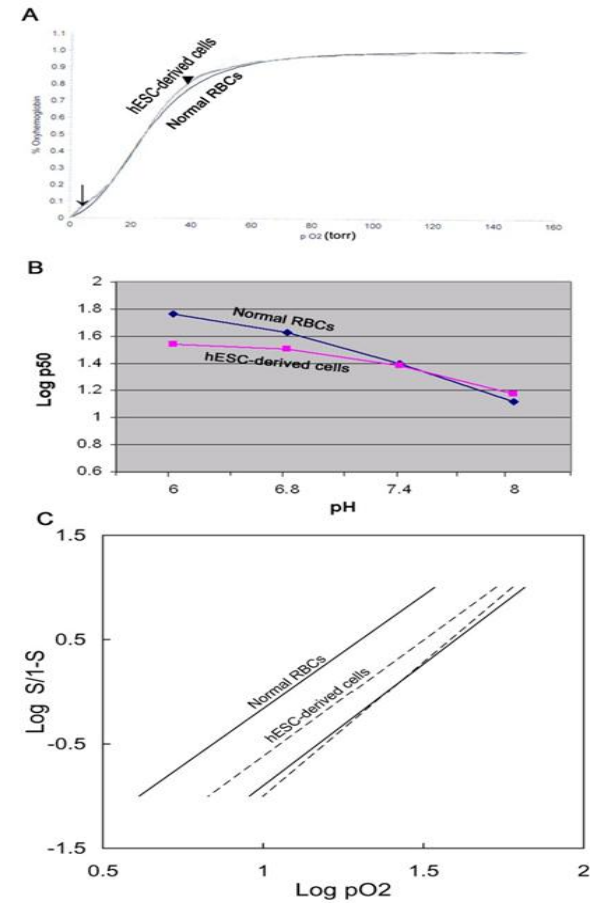 A
1.1
1.0
0.9
0.8
0.7
0.6
0.5
0.4
0.3
0.2
0.1
0
% Oxyhemoglobin
hESC-derived cells
Normal RBCs
0
20
40
60
80
100
120
140
160
p O2 (torr)
B
2
1.8
1.6
1.4
1.2
1
0.8
0.6
Log p50
Normal RBCs
hESC-derived cells
6
6.8
7.4
8
pH
C
1.5
0.5
-0.5
-1.5
Log S/1-S
Normal RBCs
hESC-derived cells
0.5
1
1.5
2
Log pO2